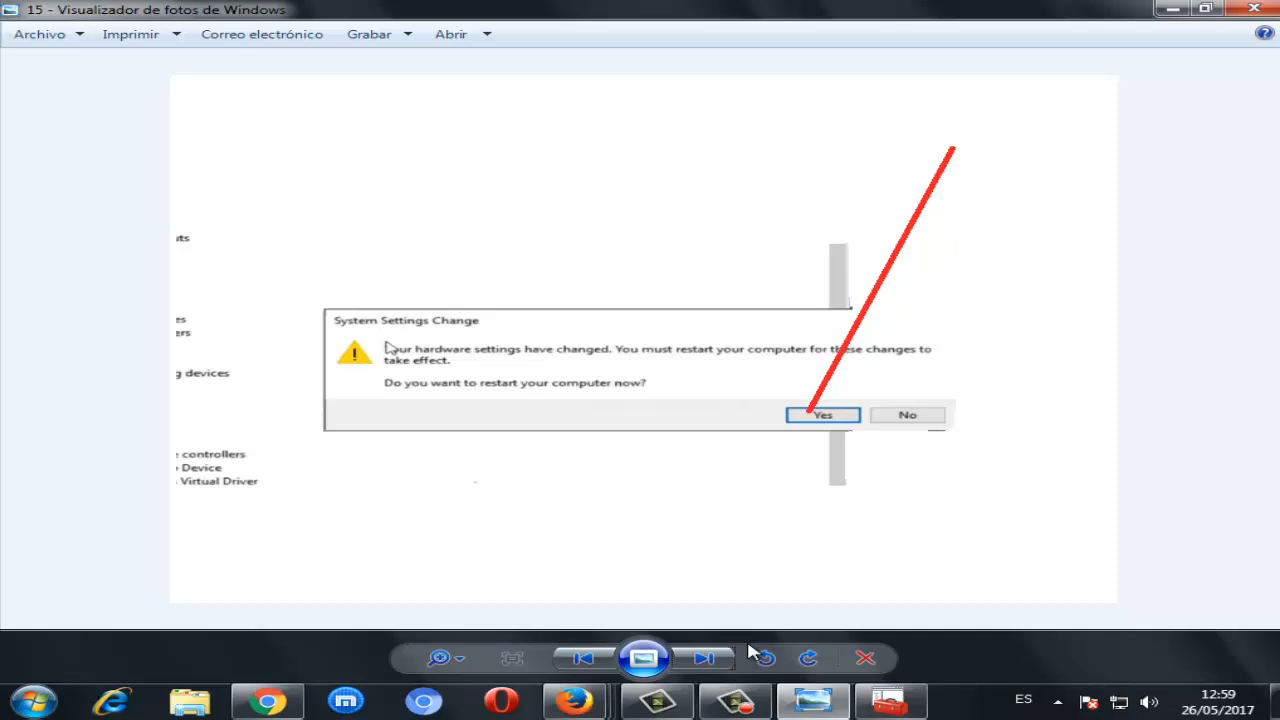 15 - Visualizador de fotos de Windows
Archivo Imprimir Correo electrónico Grabar Abrir
uts
System Settings Change
es
ers
hardware settings have changed. You must restart your computer for these changes to
take effect.
g devices
Do you want to restart your computer now?
Yes No
controllers
Device
Virtual Driver
ES
12:59
26/05/2017